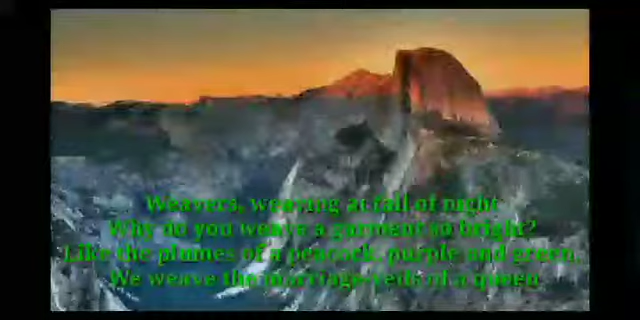 Weavers, weaving at fall of night
Why do you weave a garment so bright?
Like the plumes of a peacock, purple and green,
We weave the marriage-veils of a queen